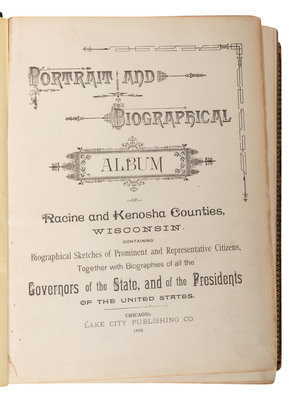 PORTRAIT AND
BIOGRAPHICAL
ALBUM
—OF—
Racine and Kenosha Counties,
WISCONSIN,
CONTAINING
Biographical Sketches of Prominent and Representative Citizens,
Together with Biographies of all the
Governors of the State, and of the Presidents
OF THE UNITED STATES.
CHICAGO:
LAKE CITY PUBLISHING CO.
1892.